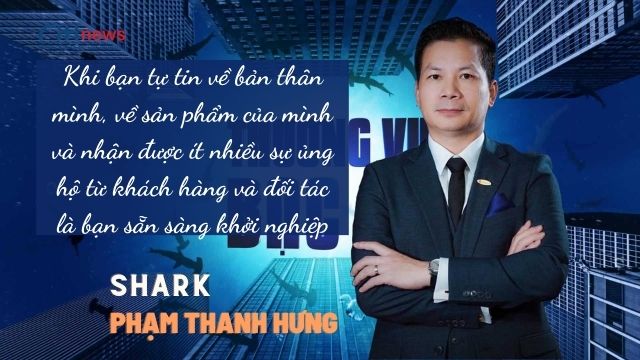 news
Khi bạn tự tin về bản thân
mình, về sản phẩm của mình
và nhận được ít nhiều sự ủng
hộ từ khách hàng và đối tác
là bạn sẵn sàng khởi nghiệp
SHARK
PHẠM THANH HƯNG